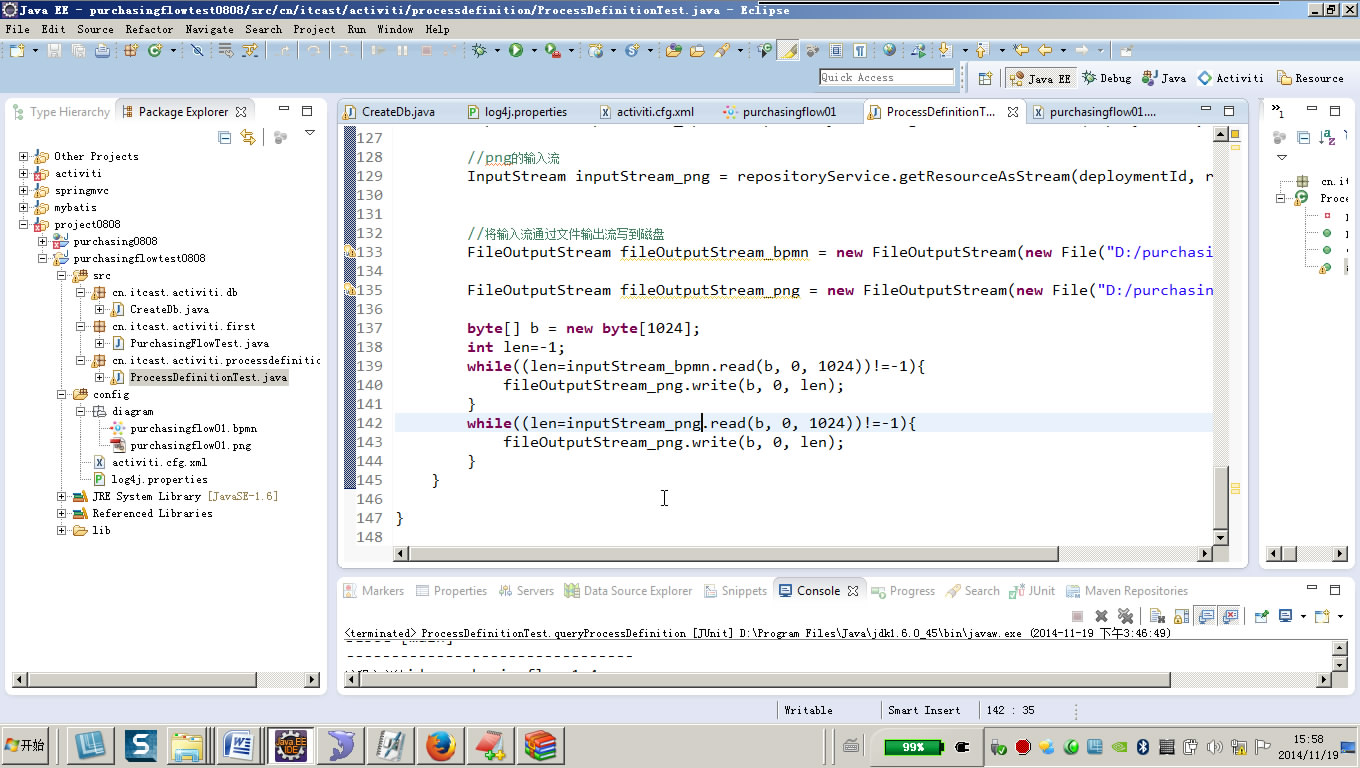 Java EE - purchasingflowtest0808/src/cn/itcast/activiti/processdefinition/ProcessDefinitionTest.java - Eclipse
File Edit Source Refactor Navigate Search Project Run Window Help
Quick Access
Java EE Debug Java Activiti Resource
Type Hierarchy Package Explorer
CreateDb.java log4j.properties activiti.cfg.xml purchasingflow01 ProcessDefinitionT... purchasingflow01....
Other Projects
activiti
springmvc
mybatis
project0808
purchasing0808
purchasingflowtest0808
src
cn.itcast.activiti.db
CreateDb.java
cn.itcast.activiti.first
PurchasingFlowTest.java
cn.itcast.activiti.processdefinitic
ProcessDefinitionTest.java
config
diagram
purchasingflow01.bpmn
purchasingflow01.png
activiti.cfg.xml
log4j.properties
JRE System Library [JavaSE-1.6]
Referenced Libraries
lib
127
128 //png的输入流
129 InputStream inputStream_png = repositoryService.getResourceAsStream(deploymentId, r
130
131
132 //将输入流通过文件输出流写到磁盘
133 FileOutputStream fileOutputStream_bpmn = new FileOutputStream(new File("D:/purchasi
134
135 FileOutputStream fileOutputStream_png = new FileOutputStream(new File("D:/purchasin
136
137 byte[] b = new byte[1024];
138 int len=-1;
139 while((len=inputStream_bpmn.read(b, 0, 1024))!=-1){
140 fileOutputStream_png.write(b, 0, len);
141 }
142 while((len=inputStream_png.read(b, 0, 1024))!=-1){
143 fileOutputStream_png.write(b, 0, len);
144 }
145 }
146
147 }
148
cn.it
Proce
Markers Properties Servers Data Source Explorer Snippets Console Progress Search JUnit Maven Repositories
<terminated> ProcessDefinitionTest.queryProcessDefinition [JUnit] D:\Program Files\Java\jdk1.6.0_45\bin\javaw.exe (2014-11-19 下午3:46:49)
--------------------------------
Writable Smart Insert 142 : 35
开始
99%
15:58
2014/11/19